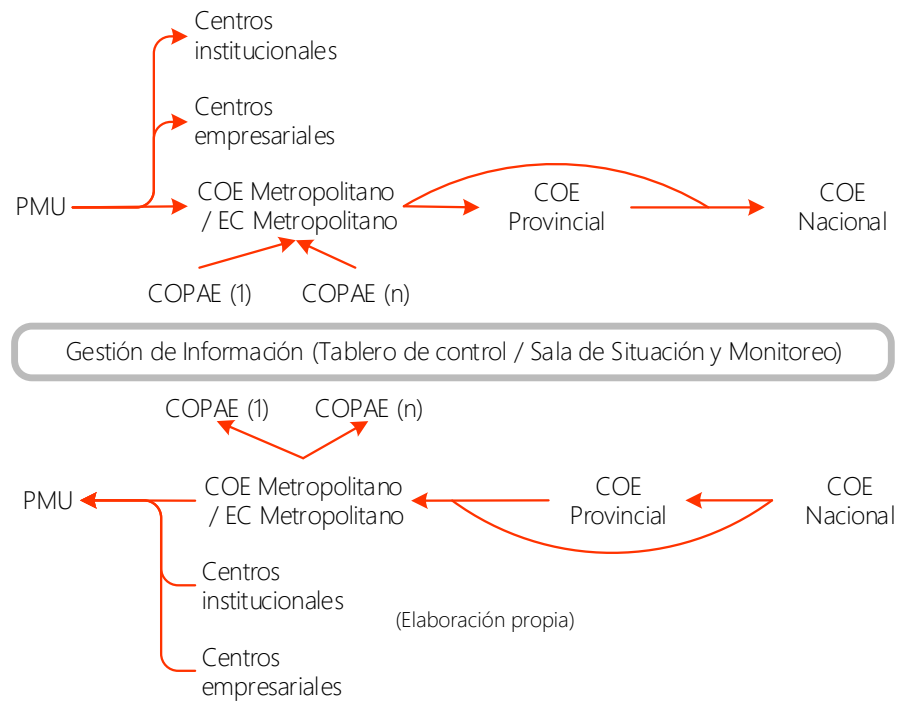 Centros
institucionales
Centros
empresariales
PMU
COE Metropolitano
/ EC Metropolitano
COE
Provincial
COE
Nacional
COPAE (1)
COPAE (n)
Gestión de Información (Tablero de control / Sala de Situación y Monitoreo)
COPAE (1)
COPAE (n)
PMU
COE Metropolitano
/ EC Metropolitano
COE
Provincial
COE
Nacional
Centros
institucionales
(Elaboración propia)
Centros
empresariales